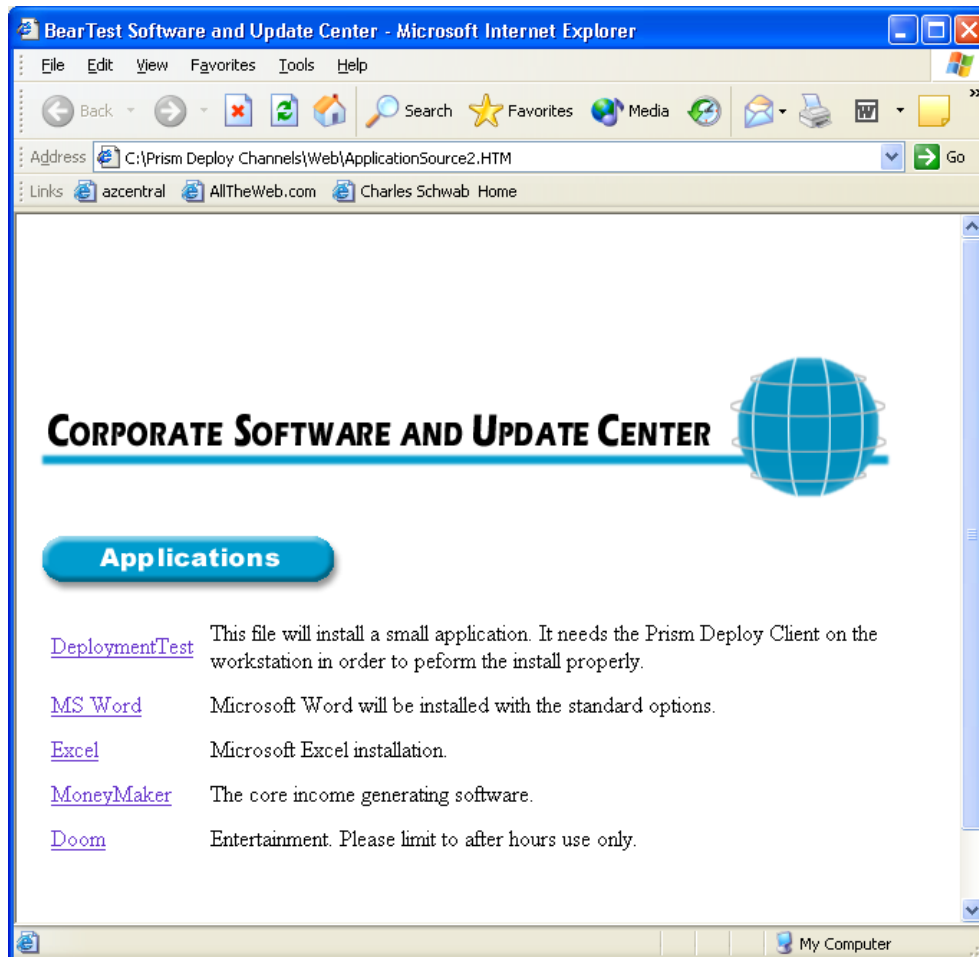 BearTest Software and Update Center - Microsoft Internet Explorer
File Edit View Favorites Tools Help
Back Search Favorites Media W »
Address C:\Prism Deploy Channels\Web\ApplicationSource2.HTM Go
Links azcentral AllTheWeb.com Charles Schwab Home
CORPORATE SOFTWARE AND UPDATE CENTER
Applications
DeploymentTest This file will install a small application. It needs the Prism Deploy Client on the
workstation in order to peform the install properly.
MS Word Microsoft Word will be installed with the standard options.
Excel Microsoft Excel installation.
MoneyMaker The core income generating software.
Doom Entertainment. Please limit to after hours use only.
My Computer